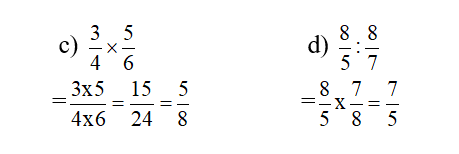 c) 3/4 × 5/6
= 3x5/4x6 = 15/24 = 5/8
d) 8/5 : 8/7
= 8/5 x 7/8 = 7/5